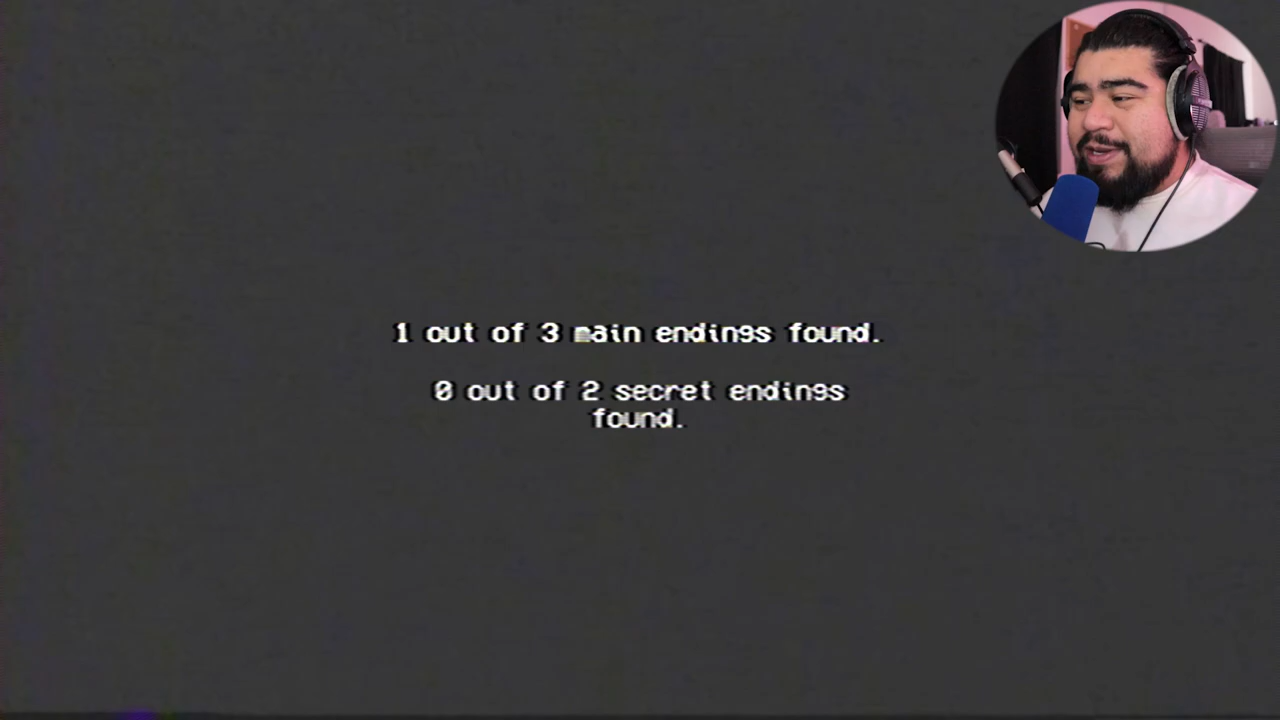 1 out of 3 main endings found.
0 out of 2 secret endings
found.